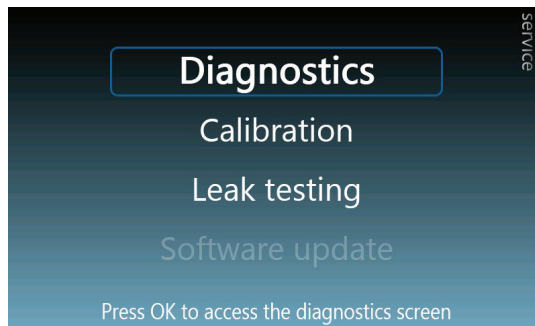 service
Diagnostics
Calibration
Leak testing
Software update
Press OK to access the diagnostics screen